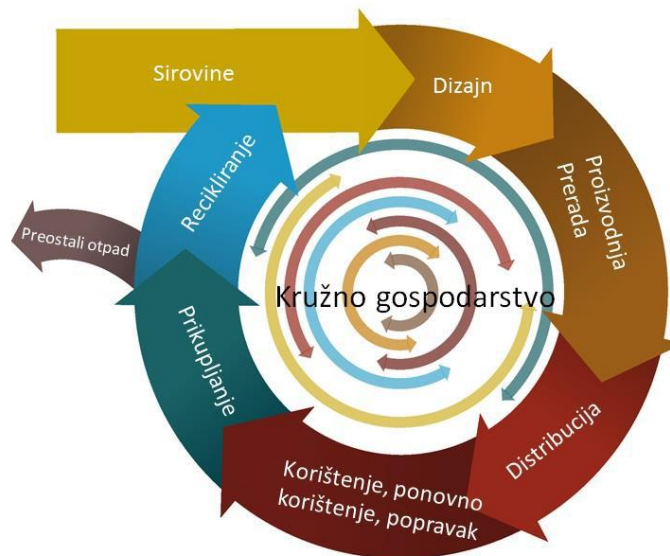 Sirovine
Dizajn
Proizvodnja
Prerada
Distribucija
Korištenje, ponovno
korištenje, popravak
Prikupljanje
Preostali otpad
Recikliranje
Kružno gospodarstvo